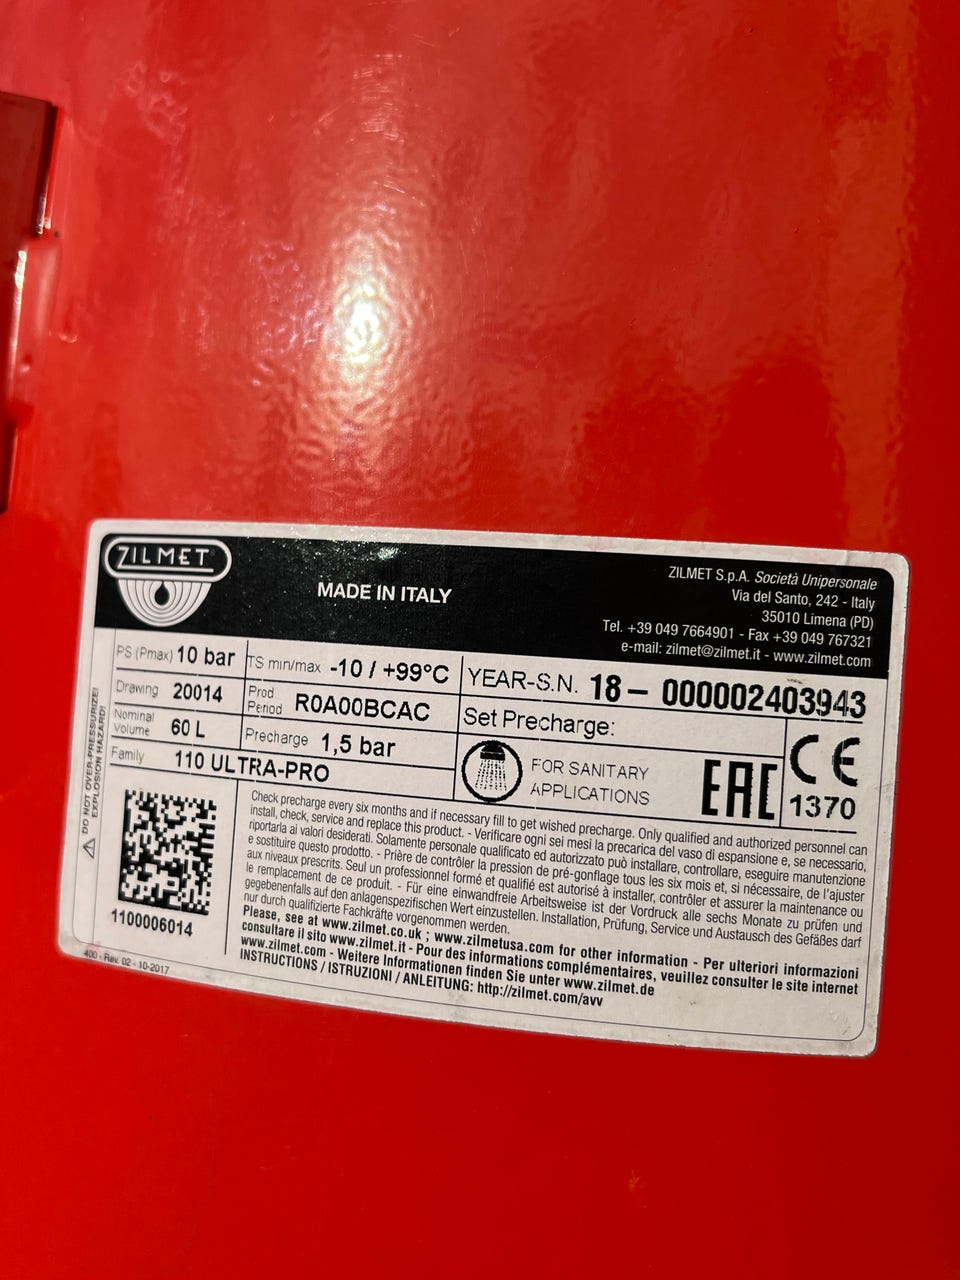 ZILMET
MADE IN ITALY
ZILMET S.p.A. Società Unipersonale
Via del Santo, 242 - Italy
35010 Limena (PD)
Tel. +39 049 7664901 - Fax +39 049 767321
e-mail: zilmet@zilmet.it - www.zilmet.com
PS (Pmax) 10 bar
TS min/max -10 / +99°C
YEAR-S.N. 18 - 000002403943
Drawing 20014
Prod Period R0A00BCAC
Set Precharge:
Nominal Volume 60 L
Precharge 1,5 bar
FOR SANITARY
APPLICATIONS
EAC
CE
1370
Family 110 ULTRA-PRO
DO NOT OVER-PRESSURIZE!
EXPLOSION HAZARD!
1100006014
Check precharge every six months and if necessary fill to get wished precharge. Only qualified and authorized personnel can
install, check, service and replace this product. - Verificare ogni sei mesi la precarica del vaso di espansione e, se necessario,
riportarla ai valori desiderati. Solamente personale qualificato ed autorizzato può installare, controllare, eseguire manutenzione
e sostituire questo prodotto. - Prière de contrôler la pression de pré-gonflage tous les six mois et, si nécessaire, de l'ajuster
aux niveaux prescrits. Seul un professionnel formé et qualifié est autorisé à installer, contrôler et assurer la maintenance ou
le remplacement de ce produit. - Für eine einwandfreie Arbeitsweise ist der Vordruck alle sechs Monate zu prüfen und
gegebenenfalls auf den anlagenspezifischen Wert einzustellen. Installation, Prüfung, Service und Austausch des Gefäßes darf
nur durch qualifizierte Fachkräfte vorgenommen werden.
Please, see at www.zilmet.co.uk ; www.zilmetusa.com for other information - Per ulteriori informazioni
consultare il sito www.zilmet.it - Pour des informations complémentaires, veuillez consulter le site internet
www.zilmet.com - Weitere Informationen finden Sie unter www.zilmet.de
INSTRUCTIONS / ISTRUZIONI / ANLEITUNG: http://zilmet.com/avv
400 - Rev. 02 - 10-2017